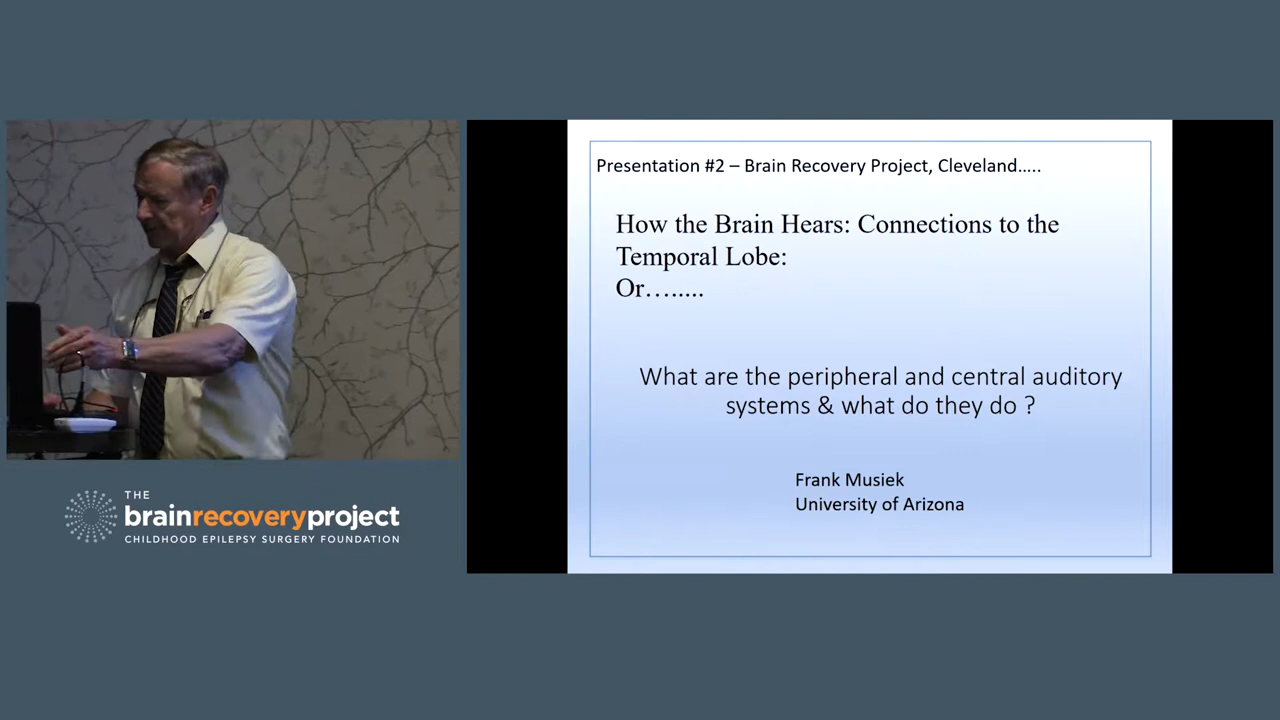 Presentation #2 – Brain Recovery Project, Cleveland…..
How the Brain Hears: Connections to the
Temporal Lobe:
Or…......
What are the peripheral and central auditory
systems & what do they do ?
Frank Musiek
University of Arizona
THE
brainrecoveryproject
CHILDHOOD EPILEPSY SURGERY FOUNDATION